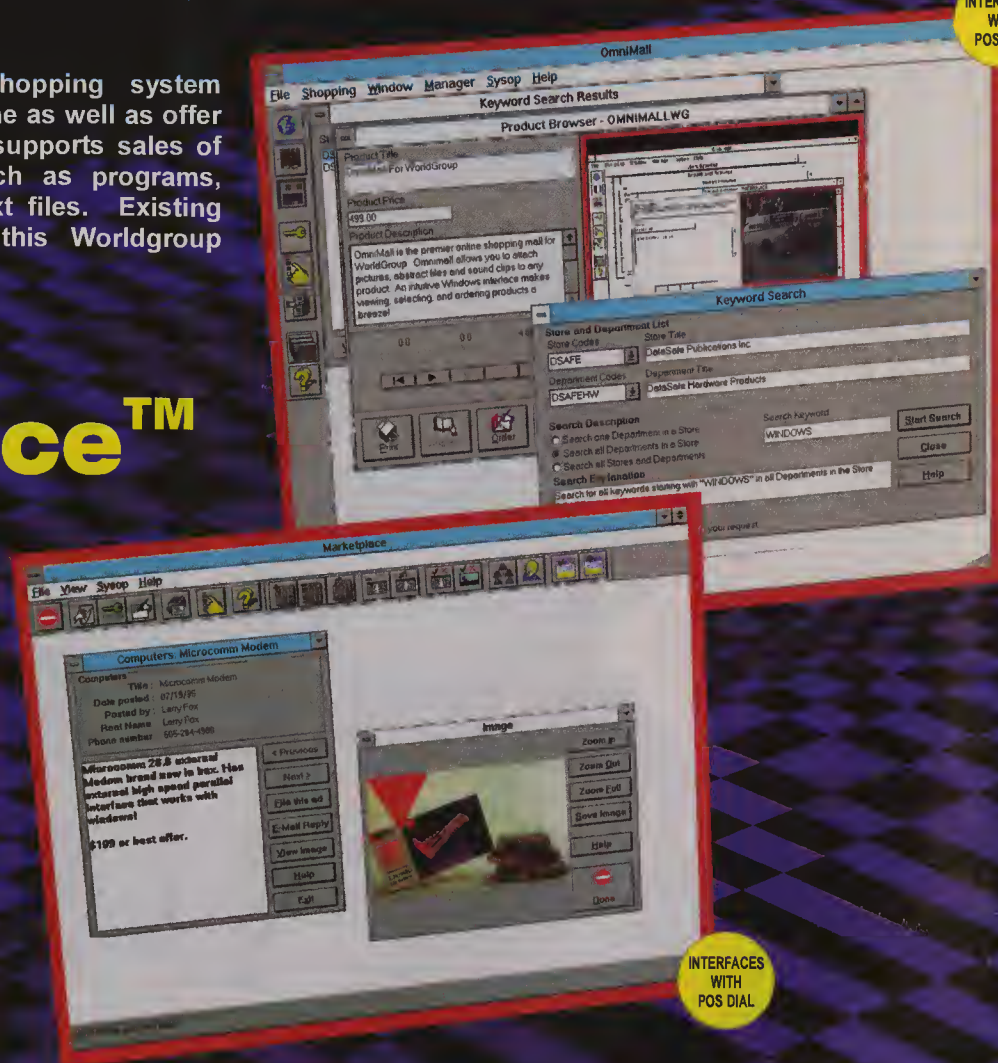 INTERFACES
WITH
POS
hopping system
ne as well as offer
supports sales of
ch as programs,
xt files. Existing
this Worldgroup
ce™
OmniMall
File Shopping Window Manager Sysop Help
Keyword Search Results
Product Browser - OMNIMALLWG
Product Title
OmniMall For WorldGroup
Product Price
499.00
Product Description
OmniMall is the premier online shopping mall for
WorldGroup. Omnimall allows you to attach
pictures, abstract files and sound clips to any
product. An intuitive Windows interface makes
viewing, selecting, and ordering products a
breeze!
Print
Order
Keyword Search
Store and Department List
Store Codes Store Title
DSAFE DataSafe Publications Inc
Department Codes Department Title
DSAFEHW DataSafe Hardware Products
Search Description Search Keyword
Search one Department in a Store WINDOWS Start Search
Search all Departments in a Store Close
Search all Stores and Departments
Search Explanation Help
Search for all keywords starting with "WINDOWS" in all Departments in the Store
your request
Marketplace
File View Sysop Help
Computers: Microcomm Modem
Computers
Title : Microcomm Modem
Date posted :
Posted by : Larry Fox
Real Name : Larry Fox
Phone number :
Microcomm 28.8 external
Modem brand new in box. Has
external high speed parallel
interface that works with
windows!
$199 or best offer.
< Previous
Next >
File this ad
E-Mail Reply
View Image
Help
Exit
Image
Zoom In
Zoom Out
Zoom Full
Save Image
Help
Done
INTERFACES
WITH
POS DIAL